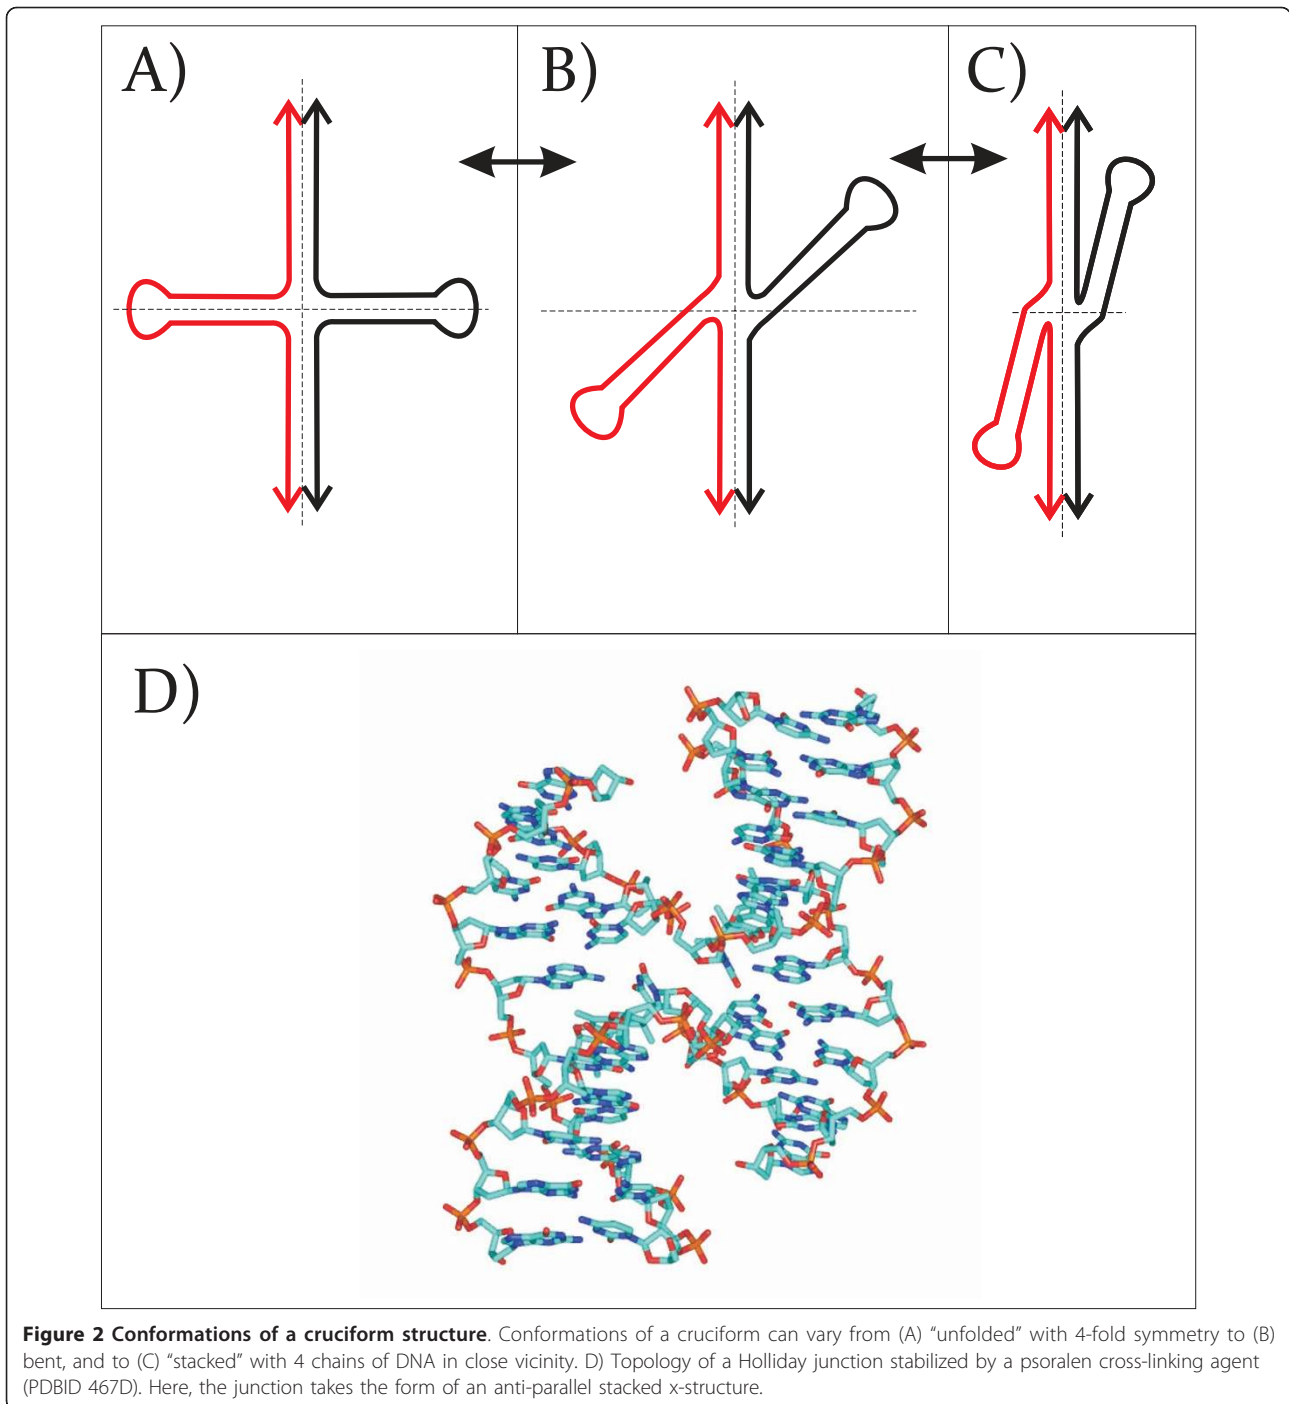 A)
B)
C)
D)
Figure 2 Conformations of a cruciform structure. Conformations of a cruciform can vary from (A) “unfolded” with 4-fold symmetry to (B)
bent, and to (C) “stacked” with 4 chains of DNA in close vicinity. D) Topology of a Holliday junction stabilized by a psoralen cross-linking agent
(PDBID 467D). Here, the junction takes the form of an anti-parallel stacked x-structure.